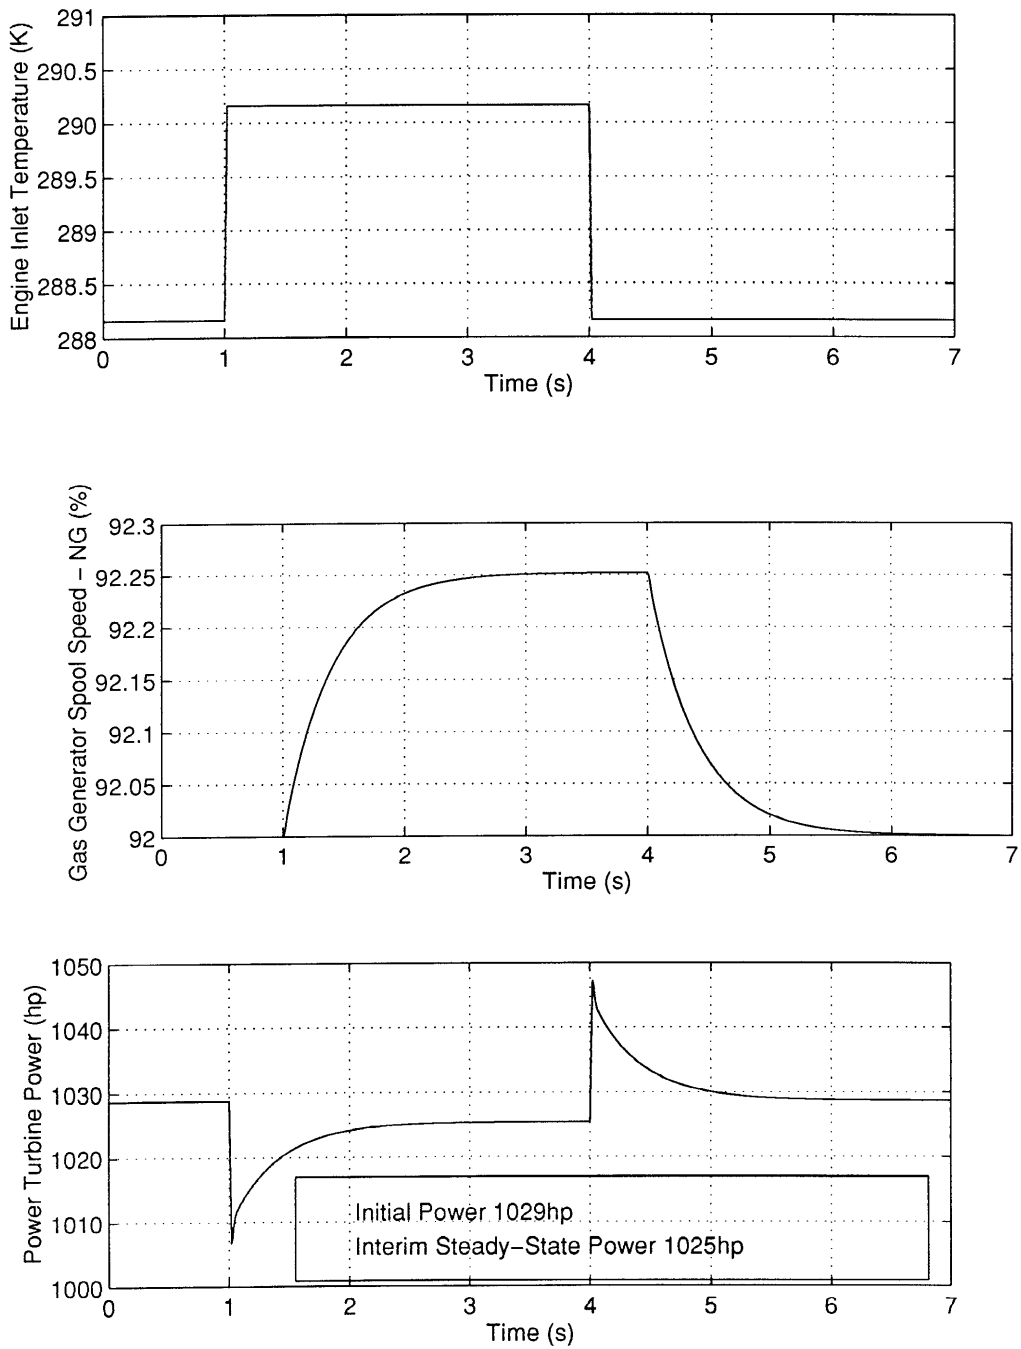 Engine Inlet Temperature (K)
291
290.5
290
289.5
289
288.5
288
0 1 2 3 4 5 6 7
Time (s)
Gas Generator Spool Speed – NG (%)
92.3
92.25
92.2
92.15
92.1
92.05
92
0 1 2 3 4 5 6 7
Time (s)
Power Turbine Power (hp)
1050
1040
1030
1020
1010
1000
Initial Power 1029hp
Interim Steady–State Power 1025hp
0 1 2 3 4 5 6 7
Time (s)